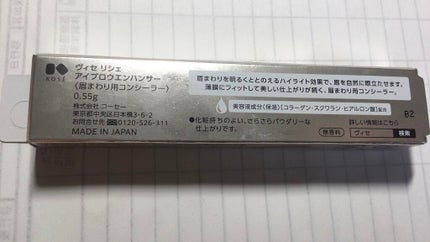 KOSÉ
ヴィセ リシェ
アイブロウエンハンサー
〈眉まわり用コンシーラー〉
0.55g
株式会社 コーセー
東京都中央区日本橋3-6-2
お問合せ先 0120-526-311
MADE IN JAPAN
眉まわりを明るくととのえるハイライト効果で、眉を自然に際立たせます。
薄膜にフィットして美しい仕上がりが続く、眉まわり用コンシーラー。
美容液成分〈保湿〉[コラーゲン・スクワラン・ヒアルロン酸]配合
●化粧持ちのよい、さらさらパウダリーな
仕上がりです。
B2
無香料
詳しい情報はこちら
ヴィセ 検索